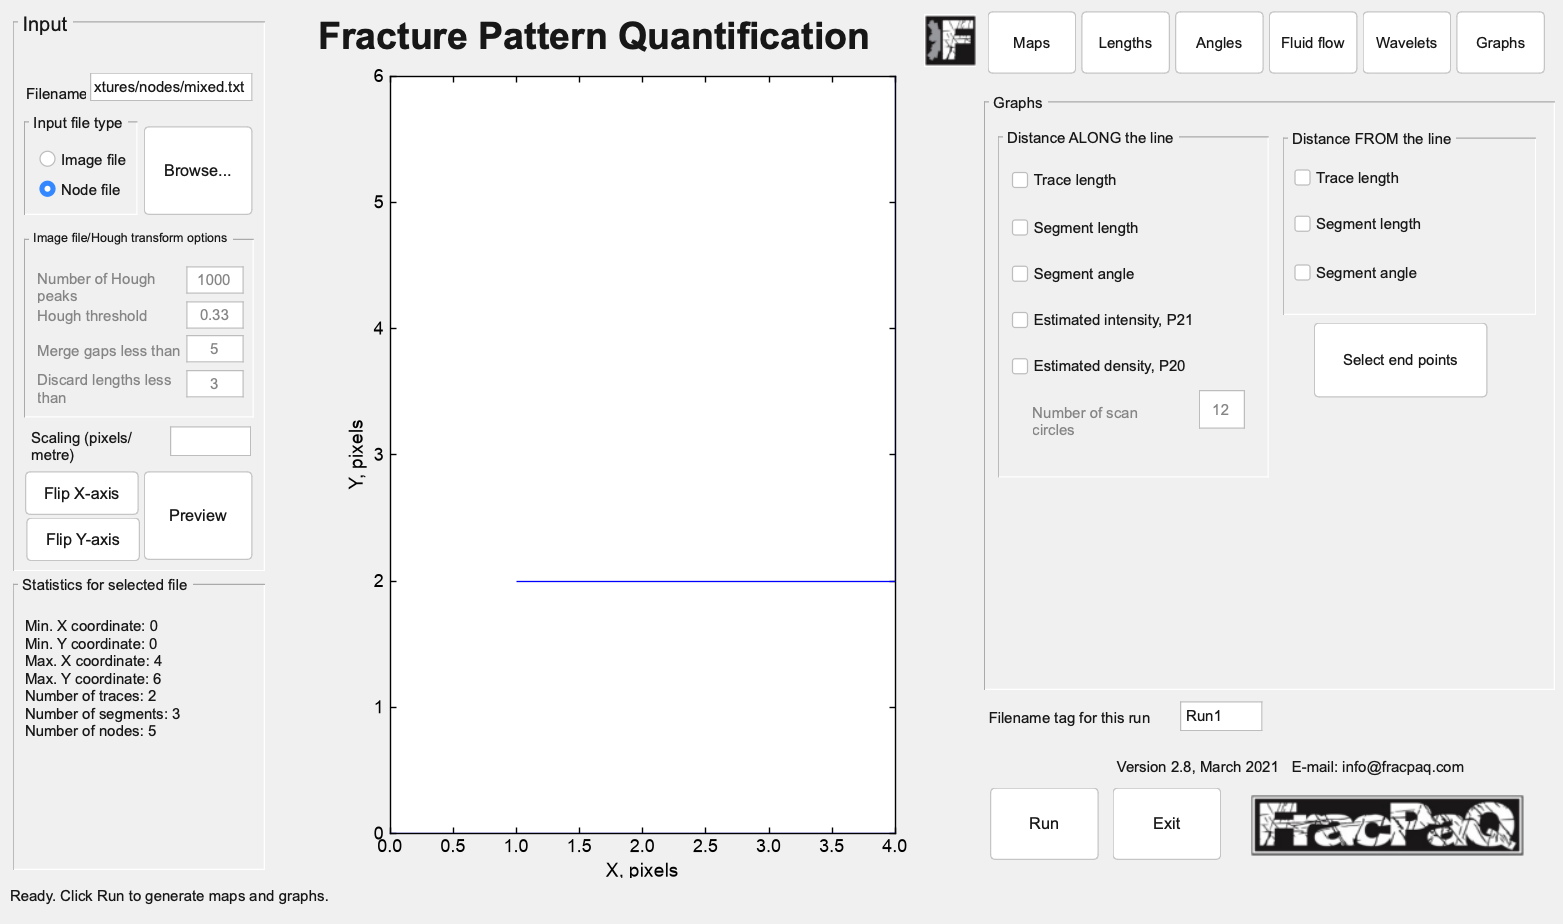 Input
Filename
xtures/nodes/mixed.txt
Input file type
Image file
Node file
Browse...
Image file/Hough transform options
Number of Hough
peaks
1000
Hough threshold
0.33
Merge gaps less than
5
Discard lengths less
than
3
Scaling (pixels/
metre)
Flip X-axis
Flip Y-axis
Preview
Statistics for selected file
Min. X coordinate: 0
Min. Y coordinate: 0
Max. X coordinate: 4
Max. Y coordinate: 6
Number of traces: 2
Number of segments: 3
Number of nodes: 5
Ready. Click Run to generate maps and graphs.
Fracture Pattern Quantification
6
5
4
3
2
1
0
Y, pixels
0.0 0.5 1.0 1.5 2.0 2.5 3.0 3.5 4.0
X, pixels
F
Maps
Lengths
Angles
Fluid flow
Wavelets
Graphs
Graphs
Distance ALONG the line
Trace length
Segment length
Segment angle
Estimated intensity, P21
Estimated density, P20
Number of scan
circles
12
Distance FROM the line
Trace length
Segment length
Segment angle
Select end points
Filename tag for this run
Run1
Version 2.8, March 2021 E-mail: info@fracpaq.com
Run
Exit
FracPaQ